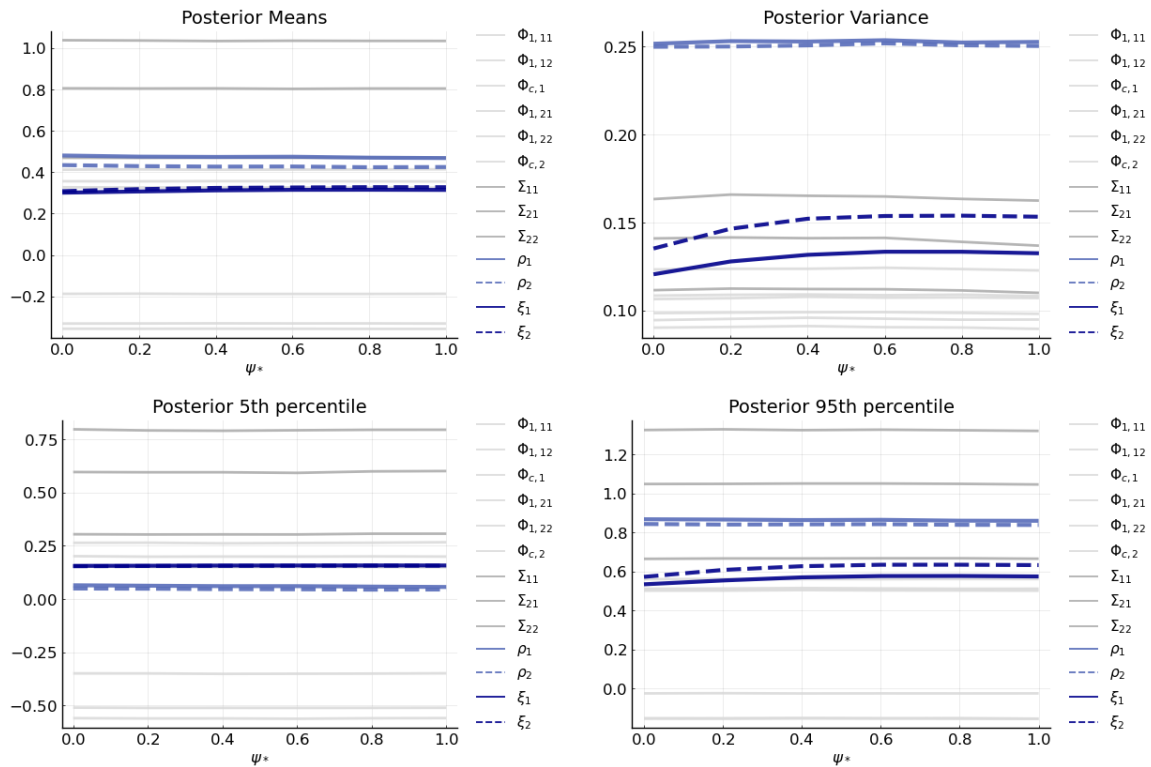 Posterior Means
1.0
0.8
0.6
0.4
0.2
0.0
−0.2
0.0 0.2 0.4 0.6 0.8 1.0
ψ*
Φ1, 11
Φ1, 12
Φc, 1
Φ1, 21
Φ1, 22
Φc, 2
Σ11
Σ21
Σ22
ρ1
ρ2
ξ1
ξ2
Posterior Variance
0.25
0.20
0.15
0.10
0.0 0.2 0.4 0.6 0.8 1.0
ψ*
Φ1, 11
Φ1, 12
Φc, 1
Φ1, 21
Φ1, 22
Φc, 2
Σ11
Σ21
Σ22
ρ1
ρ2
ξ1
ξ2
Posterior 5th percentile
0.75
0.50
0.25
0.00
−0.25
−0.50
0.0 0.2 0.4 0.6 0.8 1.0
ψ*
Φ1, 11
Φ1, 12
Φc, 1
Φ1, 21
Φ1, 22
Φc, 2
Σ11
Σ21
Σ22
ρ1
ρ2
ξ1
ξ2
Posterior 95th percentile
1.2
1.0
0.8
0.6
0.4
0.2
0.0
0.0 0.2 0.4 0.6 0.8 1.0
ψ*
Φ1, 11
Φ1, 12
Φc, 1
Φ1, 21
Φ1, 22
Φc, 2
Σ11
Σ21
Σ22
ρ1
ρ2
ξ1
ξ2